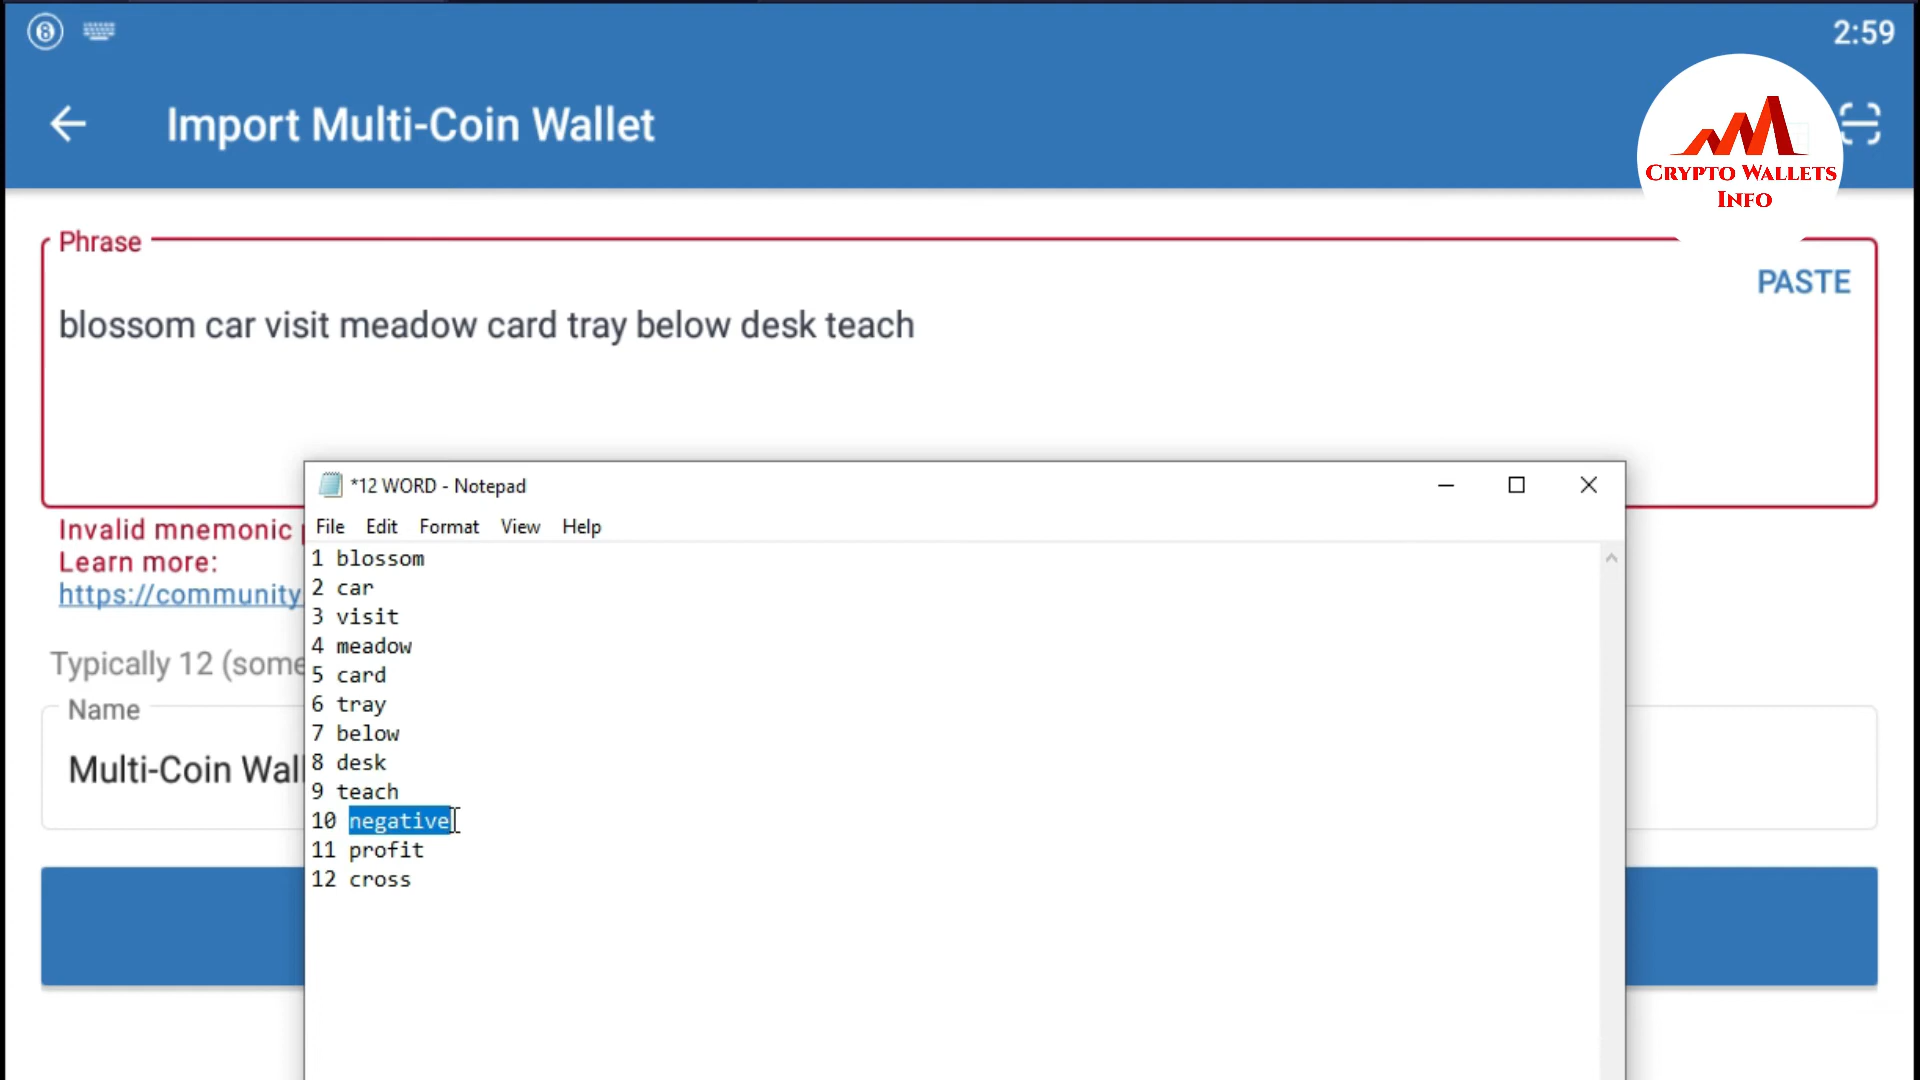 2:59
Import Multi-Coin Wallet
CRYPTO WALLETS
INFO
Phrase
PASTE
blossom car visit meadow card tray below desk teach
*12 WORD - Notepad
File Edit Format View Help
Invalid mnemonic
Learn more:
https://community
Typically 12 (some
Name
Multi-Coin Wall
1 blossom
2 car
3 visit
4 meadow
5 card
6 tray
7 below
8 desk
9 teach
10 negative
11 profit
12 cross